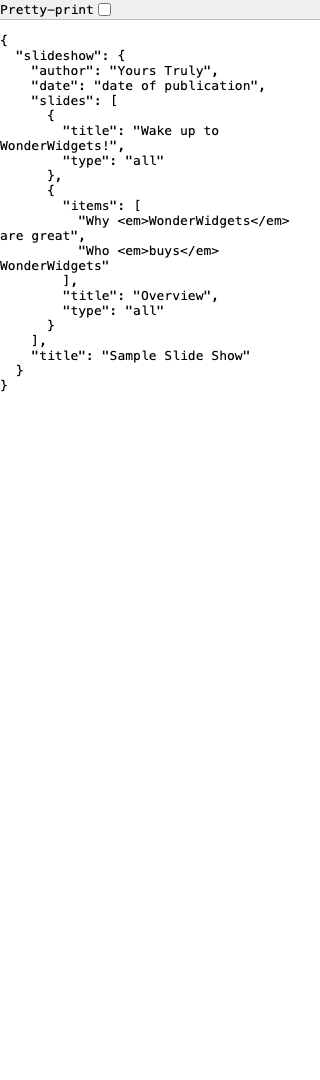 Pretty-print
{
  "slideshow": {
    "author": "Yours Truly",
    "date": "date of publication",
    "slides": [
      {
        "title": "Wake up to
WonderWidgets!",
        "type": "all"
      },
      {
        "items": [
          "Why <em>WonderWidgets</em>
are great",
          "Who <em>buys</em>
WonderWidgets"
        ],
        "title": "Overview",
        "type": "all"
      }
    ],
    "title": "Sample Slide Show"
  }
}